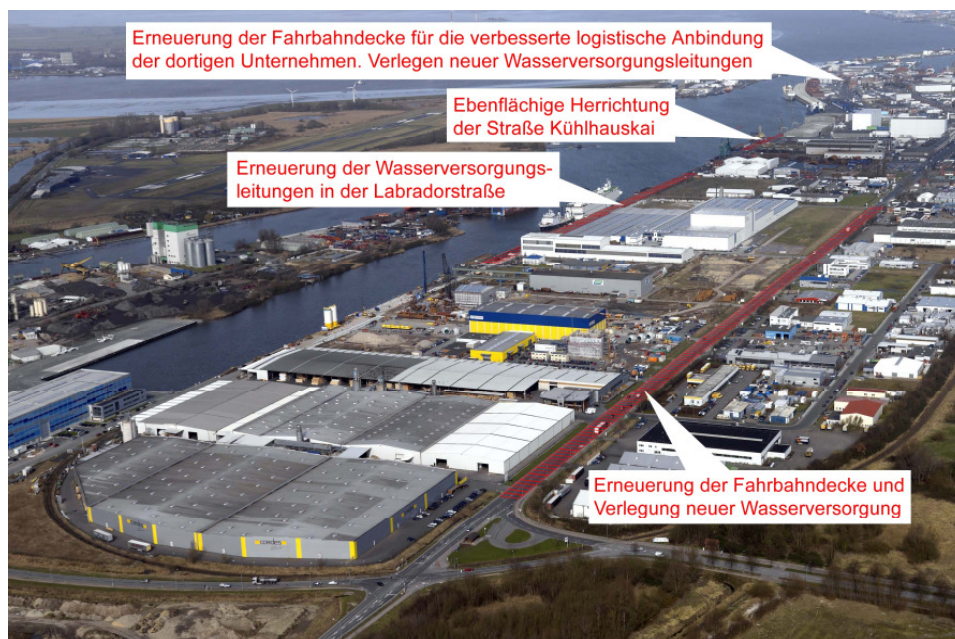 Erneuerung der Fahrbahndecke für die verbesserte logistische Anbindung
der dortigen Unternehmen. Verlegen neuer Wasserversorgungsleitungen
Ebenflächige Herrichtung
der Straße Kühlhauskai
Erneuerung der Wasserversorgungs-
leitungen in der Labradorstraße
Erneuerung der Fahrbahndecke und
Verlegung neuer Wasserversorgung